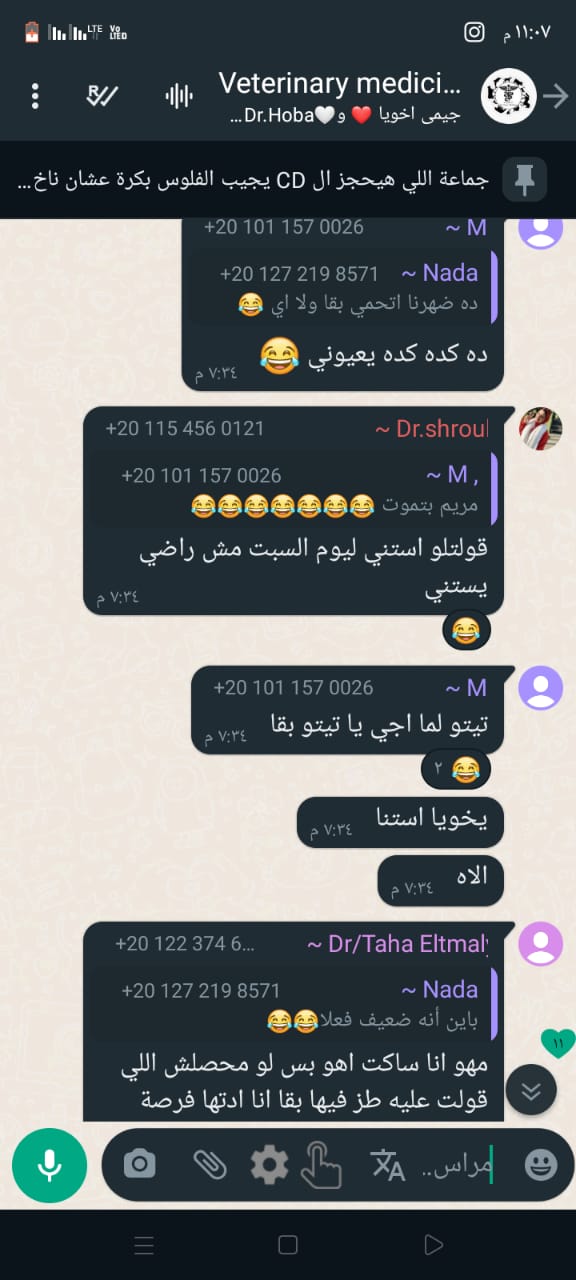 ١١:٠٧ م
LTE Vo LTED
Veterinary medici...
جيمى اخويا ❤️ و🤍Dr.Hoba...
جماعة اللي هيحجز ال CD يجيب الفلوس بكرة عشان ناخ...
~ M +20 101 157 0026
~ Nada +20 127 219 8571
ده ضهرنا اتحمي بقا ولا اي 😂
ده كده كده يعيوني 😂
٧:٣٤ م
~ Dr.shroul +20 115 456 0121
~ M , +20 101 157 0026
مريم بتموت 😂😂😂😂😂😂😂
قولتلو استني ليوم السبت مش راضي
يستني
٧:٣٤ م
😂
~ M +20 101 157 0026
تيتو لما اجي يا تيتو بقا
٧:٣٤ م
😂 ٢
يخويا استنا
٧:٣٤ م
الاه
٧:٣٤ م
~ Dr/Taha Eltmaly +20 122 374 6...
~ Nada +20 127 219 8571
باين أنه ضعيف فعلا😂😂
مهو انا ساكت اهو بس لو محصلش اللي
قولت عليه طز فيها بقا انا ادتها فرصة
١١
مراس..